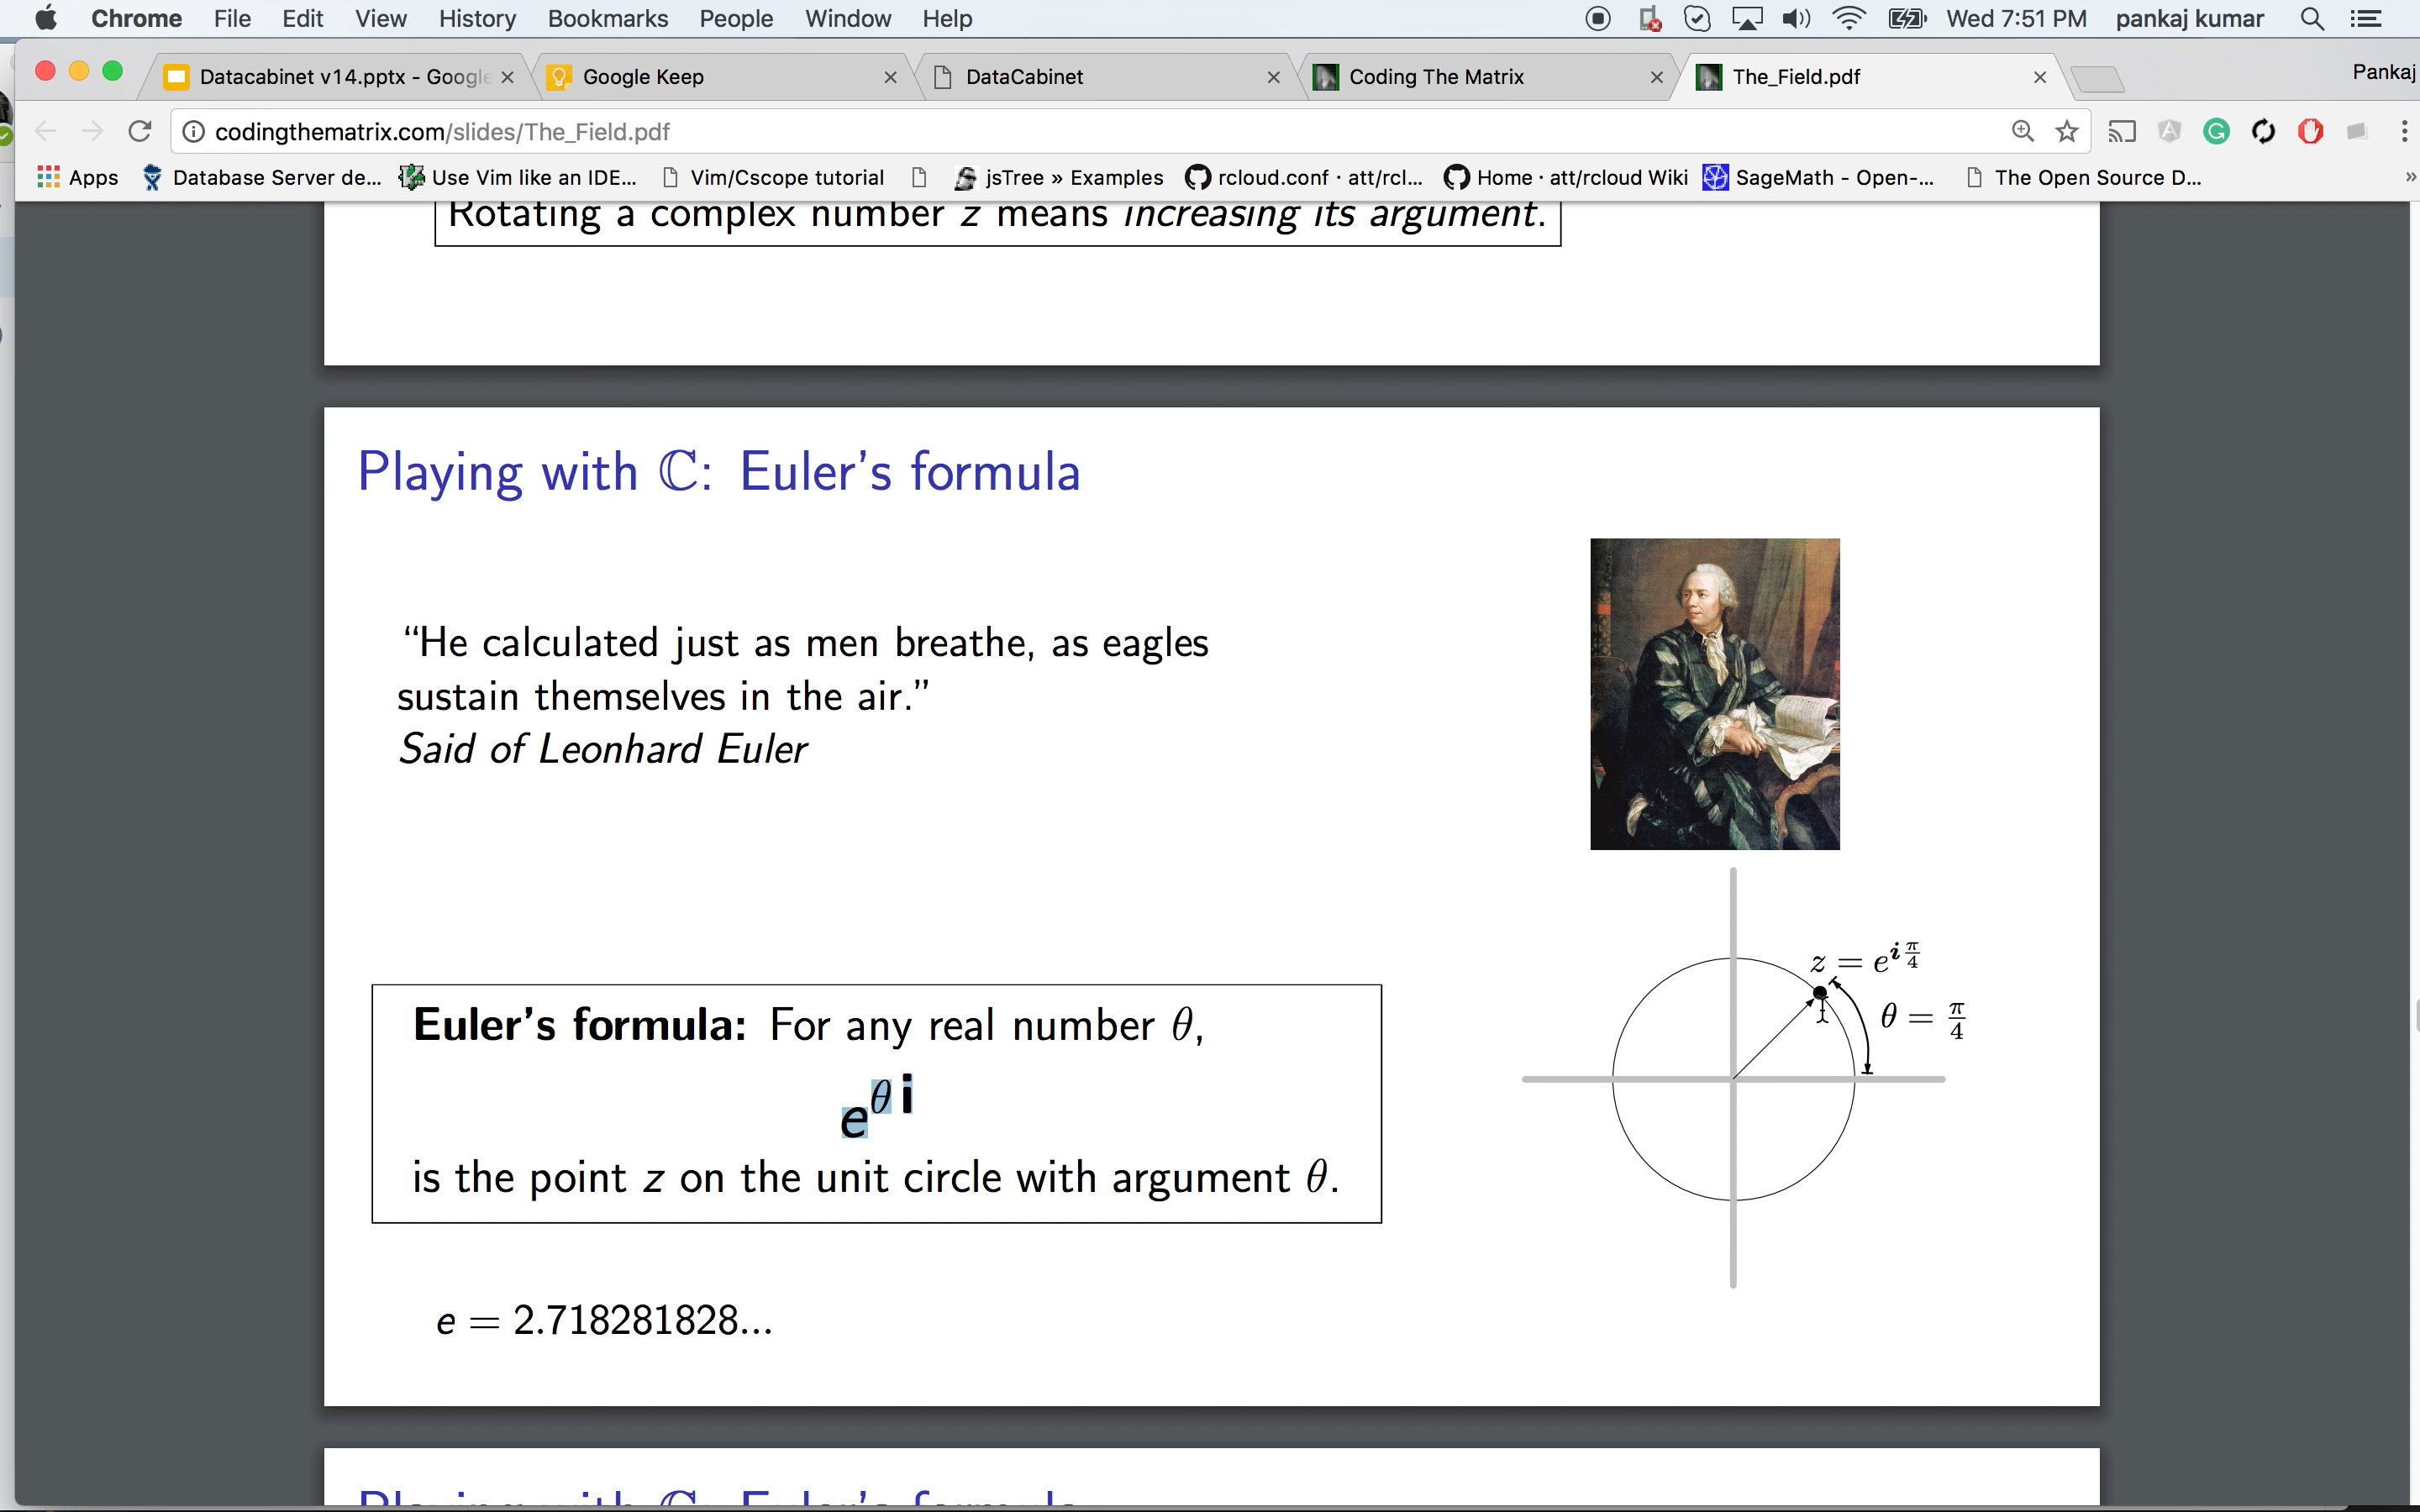 Chrome File Edit View History Bookmarks People Window Help Wed 7:51 PM pankaj kumar
Datacabinet v14.pptx - Google Google Keep DataCabinet Coding The Matrix The_Field.pdf Pankaj
codingthematrix.com/slides/The_Field.pdf
Apps Database Server de... Use Vim like an IDE... Vim/Cscope tutorial jsTree » Examples rcloud.conf · att/rcl... Home · att/rcloud Wiki SageMath - Open-... The Open Source D... »
Rotating a complex number z means increasing its argument.
Playing with ℂ: Euler's formula
“He calculated just as men breathe, as eagles
sustain themselves in the air.”
Said of Leonhard Euler
z = e^{i π/4}
θ = π/4
Euler's formula: For any real number θ,
e^{θ i}
is the point z on the unit circle with argument θ.
e = 2.718281828...
Playing with ℂ: Euler's formula